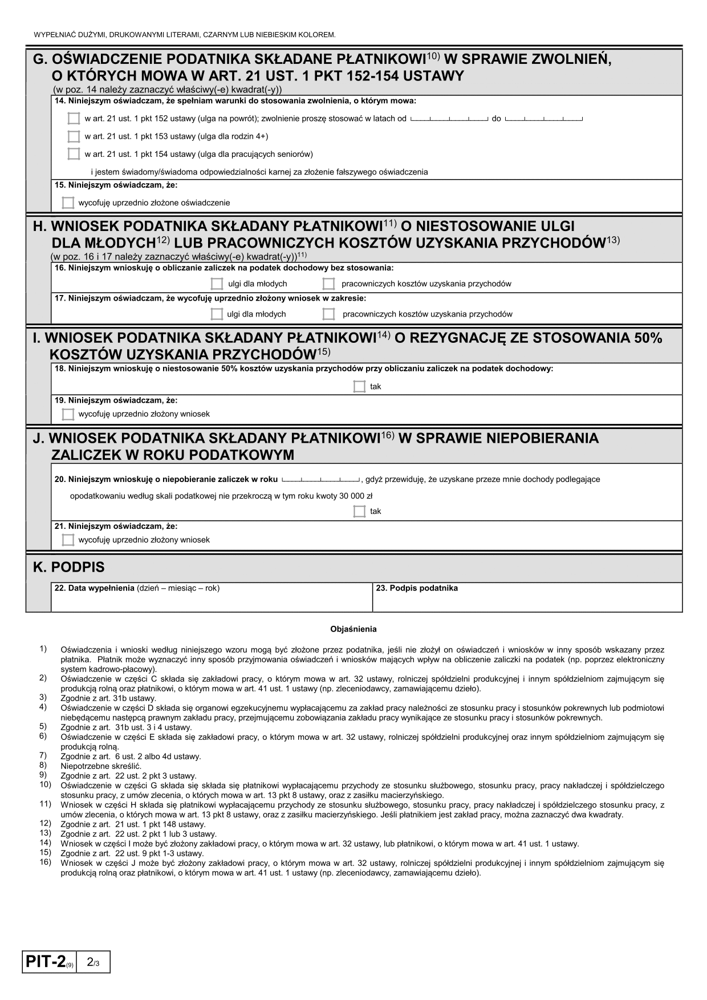 WYPEŁNIAĆ DUŻYMI, DRUKOWANYMI LITERAMI, CZARNYM LUB NIEBIESKIM KOLOREM.
G. OŚWIADCZENIE PODATNIKA SKŁADANE PŁATNIKOWI10) W SPRAWIE ZWOLNIEŃ,
O KTÓRYCH MOWA W ART. 21 UST. 1 PKT 152-154 USTAWY
(w poz. 14 należy zaznaczyć właściwy(-e) kwadrat(-y))
14. Niniejszym oświadczam, że spełniam warunki do stosowania zwolnienia, o którym mowa:
w art. 21 ust. 1 pkt 152 ustawy (ulga na powrót); zwolnienie proszę stosować w latach od do
w art. 21 ust. 1 pkt 153 ustawy (ulga dla rodzin 4+)
w art. 21 ust. 1 pkt 154 ustawy (ulga dla pracujących seniorów)
i jestem świadomy/świadoma odpowiedzialności karnej za złożenie fałszywego oświadczenia
15. Niniejszym oświadczam, że:
wycofuję uprzednio złożone oświadczenie
H. WNIOSEK PODATNIKA SKŁADANY PŁATNIKOWI11) O NIESTOSOWANIE ULGI
DLA MŁODYCH12) LUB PRACOWNICZYCH KOSZTÓW UZYSKANIA PRZYCHODÓW13)
(w poz. 16 i 17 należy zaznaczyć właściwy(-e) kwadrat(-y))11)
16. Niniejszym wnioskuję o obliczanie zaliczek na podatek dochodowy bez stosowania:
ulgi dla młodych pracowniczych kosztów uzyskania przychodów
17. Niniejszym oświadczam, że wycofuję uprzednio złożony wniosek w zakresie:
ulgi dla młodych pracowniczych kosztów uzyskania przychodów
I. WNIOSEK PODATNIKA SKŁADANY PŁATNIKOWI14) O REZYGNACJĘ ZE STOSOWANIA 50%
KOSZTÓW UZYSKANIA PRZYCHODÓW15)
18. Niniejszym wnioskuję o niestosowanie 50% kosztów uzyskania przychodów przy obliczaniu zaliczek na podatek dochodowy:
tak
19. Niniejszym oświadczam, że:
wycofuję uprzednio złożony wniosek
J. WNIOSEK PODATNIKA SKŁADANY PŁATNIKOWI16) W SPRAWIE NIEPOBIERANIA
ZALICZEK W ROKU PODATKOWYM
20. Niniejszym wnioskuję o niepobieranie zaliczek w roku , gdyż przewiduję, że uzyskane przeze mnie dochody podlegające
opodatkowaniu według skali podatkowej nie przekroczą w tym roku kwoty 30 000 zł
tak
21. Niniejszym oświadczam, że:
wycofuję uprzednio złożony wniosek
K. PODPIS
22. Data wypełnienia (dzień – miesiąc – rok) 23. Podpis podatnika
Objaśnienia
1) Oświadczenia i wnioski według niniejszego wzoru mogą być złożone przez podatnika, jeśli nie złożył on oświadczeń i wniosków w inny sposób wskazany przez
płatnika. Płatnik może wyznaczyć inny sposób przyjmowania oświadczeń i wniosków mających wpływ na obliczenie zaliczki na podatek (np. poprzez elektroniczny
system kadrowo-płacowy).
2) Oświadczenie w części C składa się zakładowi pracy, o którym mowa w art. 32 ustawy, rolniczej spółdzielni produkcyjnej i innym spółdzielniom zajmującym się
produkcją rolną oraz płatnikowi, o którym mowa w art. 41 ust. 1 ustawy (np. zleceniodawcy, zamawiającemu dzieło).
3) Zgodnie z art. 31b ustawy.
4) Oświadczenie w części D składa się organowi egzekucyjnemu wypłacającemu za zakład pracy należności ze stosunku pracy i stosunków pokrewnych lub podmiotowi
niebędącemu następcą prawnym zakładu pracy, przejmującemu zobowiązania zakładu pracy wynikające ze stosunku pracy i stosunków pokrewnych.
5) Zgodnie z art. 31b ust. 3 i 4 ustawy.
6) Oświadczenie w części E składa się zakładowi pracy, o którym mowa w art. 32 ustawy, rolniczej spółdzielni produkcyjnej oraz innym spółdzielniom zajmującym się
produkcją rolną.
7) Zgodnie z art. 6 ust. 2 albo 4d ustawy.
8) Niepotrzebne skreślić.
9) Zgodnie z art. 22 ust. 2 pkt 3 ustawy.
10) Oświadczenie w części G składa się składa się płatnikowi wypłacającemu przychody ze stosunku służbowego, stosunku pracy, pracy nakładczej i spółdzielczego
stosunku pracy, z umów zlecenia, o których mowa w art. 13 pkt 8 ustawy, oraz z zasiłku macierzyńskiego.
11) Wniosek w części H składa się płatnikowi wypłacającemu przychody ze stosunku służbowego, stosunku pracy, pracy nakładczej i spółdzielczego stosunku pracy, z
umów zlecenia, o których mowa w art. 13 pkt 8 ustawy, oraz z zasiłku macierzyńskiego. Jeśli płatnikiem jest zakład pracy, można zaznaczyć dwa kwadraty.
12) Zgodnie z art. 21 ust. 1 pkt 148 ustawy.
13) Zgodnie z art. 22 ust. 2 pkt 1 lub 3 ustawy.
14) Wniosek w części I może być złożony zakładowi pracy, o którym mowa w art. 32 ustawy, lub płatnikowi, o którym mowa w art. 41 ust. 1 ustawy.
15) Zgodnie z art. 22 ust. 9 pkt 1-3 ustawy.
16) Wniosek w części J może być złożony zakładowi pracy, o którym mowa w art. 32 ustawy, rolniczej spółdzielni produkcyjnej i innym spółdzielniom zajmującym się
produkcją rolną oraz płatnikowi, o którym mowa w art. 41 ust. 1 ustawy (np. zleceniodawcy, zamawiającemu dzieło).
PIT-2(9) 2/3